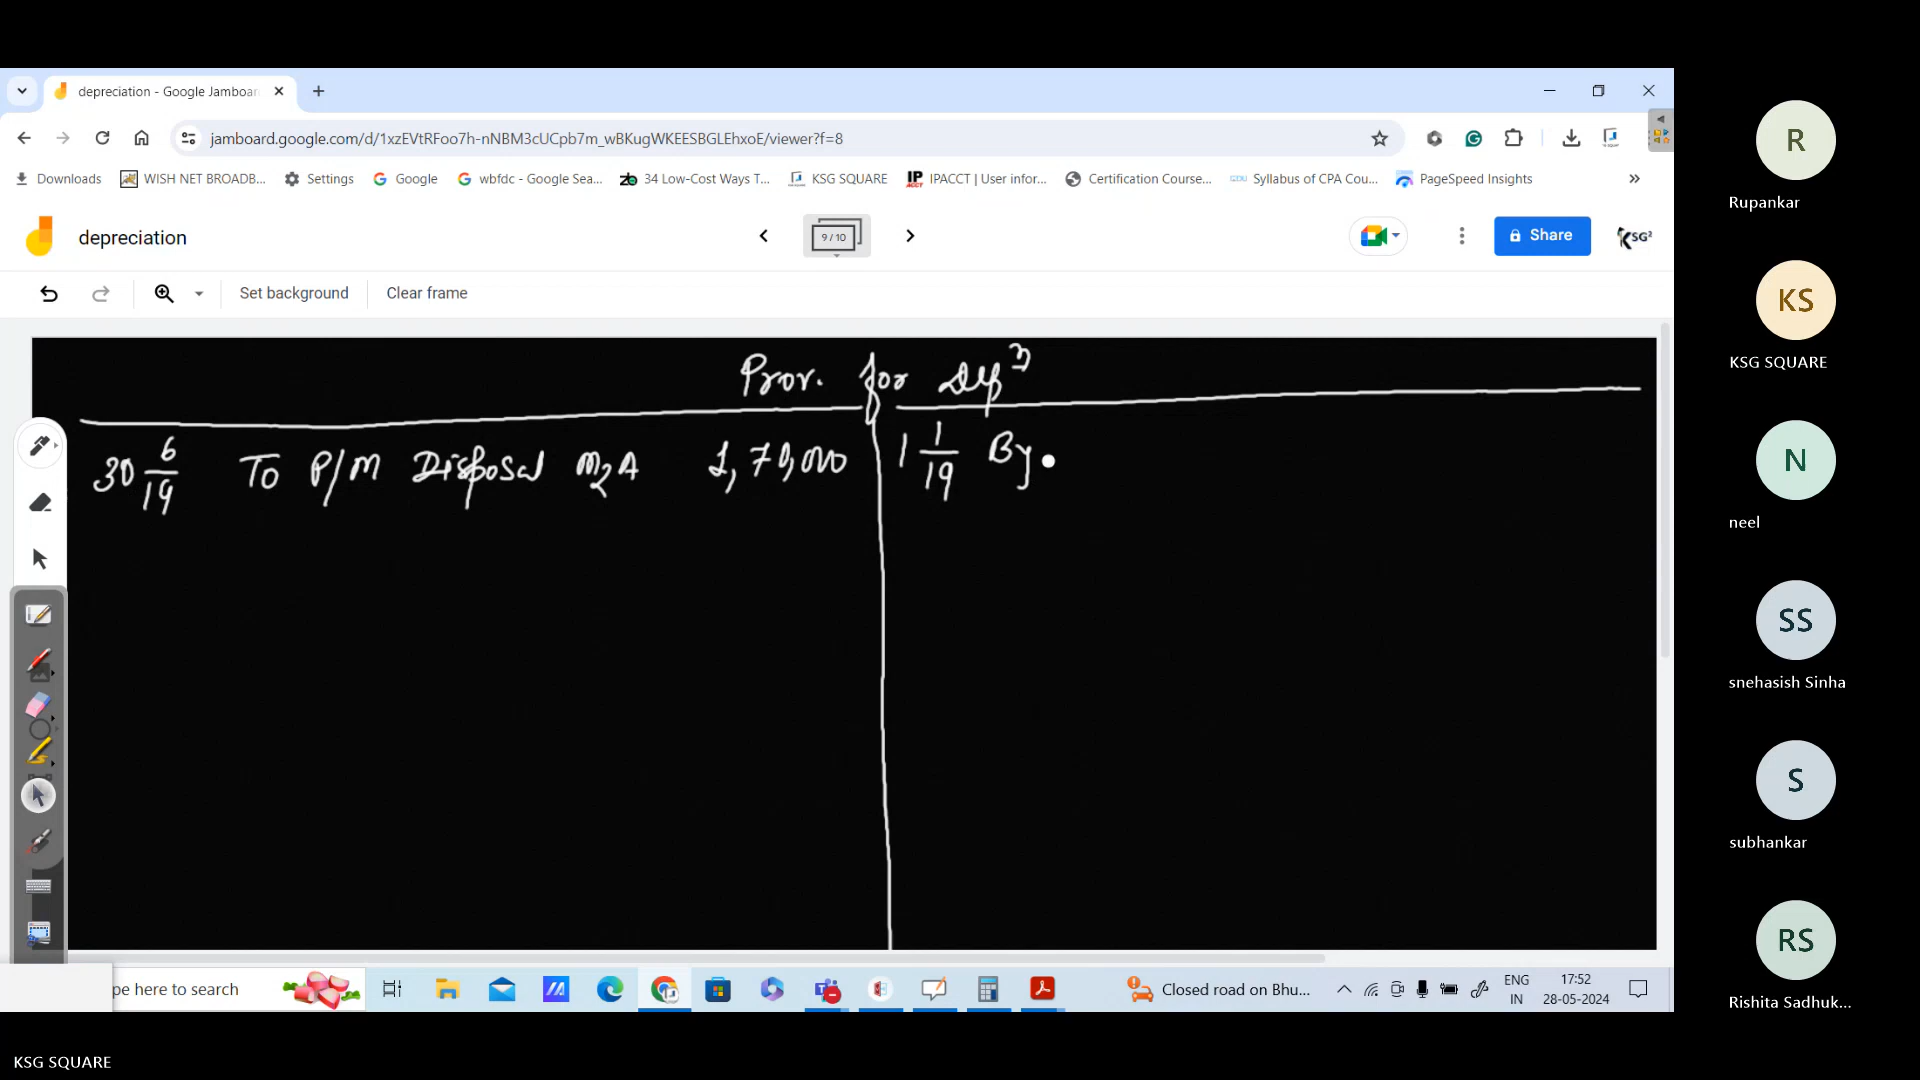 depreciation - Google Jamboar
jamboard.google.com/d/1xzEVtRFoo7h-nNBM3cUCpb7m_wBKugWKEESBGLEhxoE/viewer?f=8
Downloads WISH NET BROADB... Settings Google wbfdc - Google Sea... 34 Low-Cost Ways T... KSG SQUARE IPACCT | User infor... Certification Course... Syllabus of CPA Cou... PageSpeed Insights
depreciation
9 / 10
Share
KSG²
Set background Clear frame
Prov. for Dep
30 6/19 To P/M Disposal M2A 1 1/19 By
pe here to search
Closed road on Bhu...
ENG
IN
17:52
28-05-2024
R
Rupankar
KS
KSG SQUARE
N
neel
SS
snehasish Sinha
S
subhankar
RS
Rishita Sadhuk...
KSG SQUARE